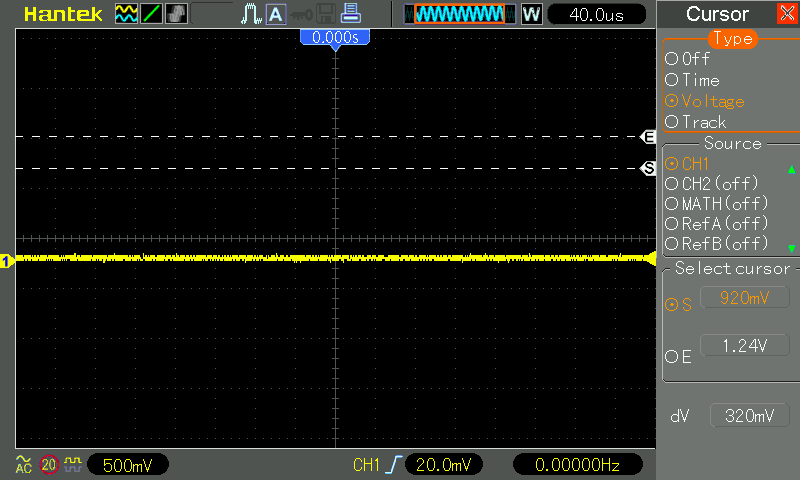 Hantek A W 40.0us Cursor
0.000s
Type
Off
Time
Voltage
Track
E
S
Source
CH1
CH2(off)
MATH(off)
RefA(off)
RefB(off)
1
Select cursor
S 920mV
E 1.24V
dV 320mV
AC 20 500mV CH1 20.0mV 0.00000Hz